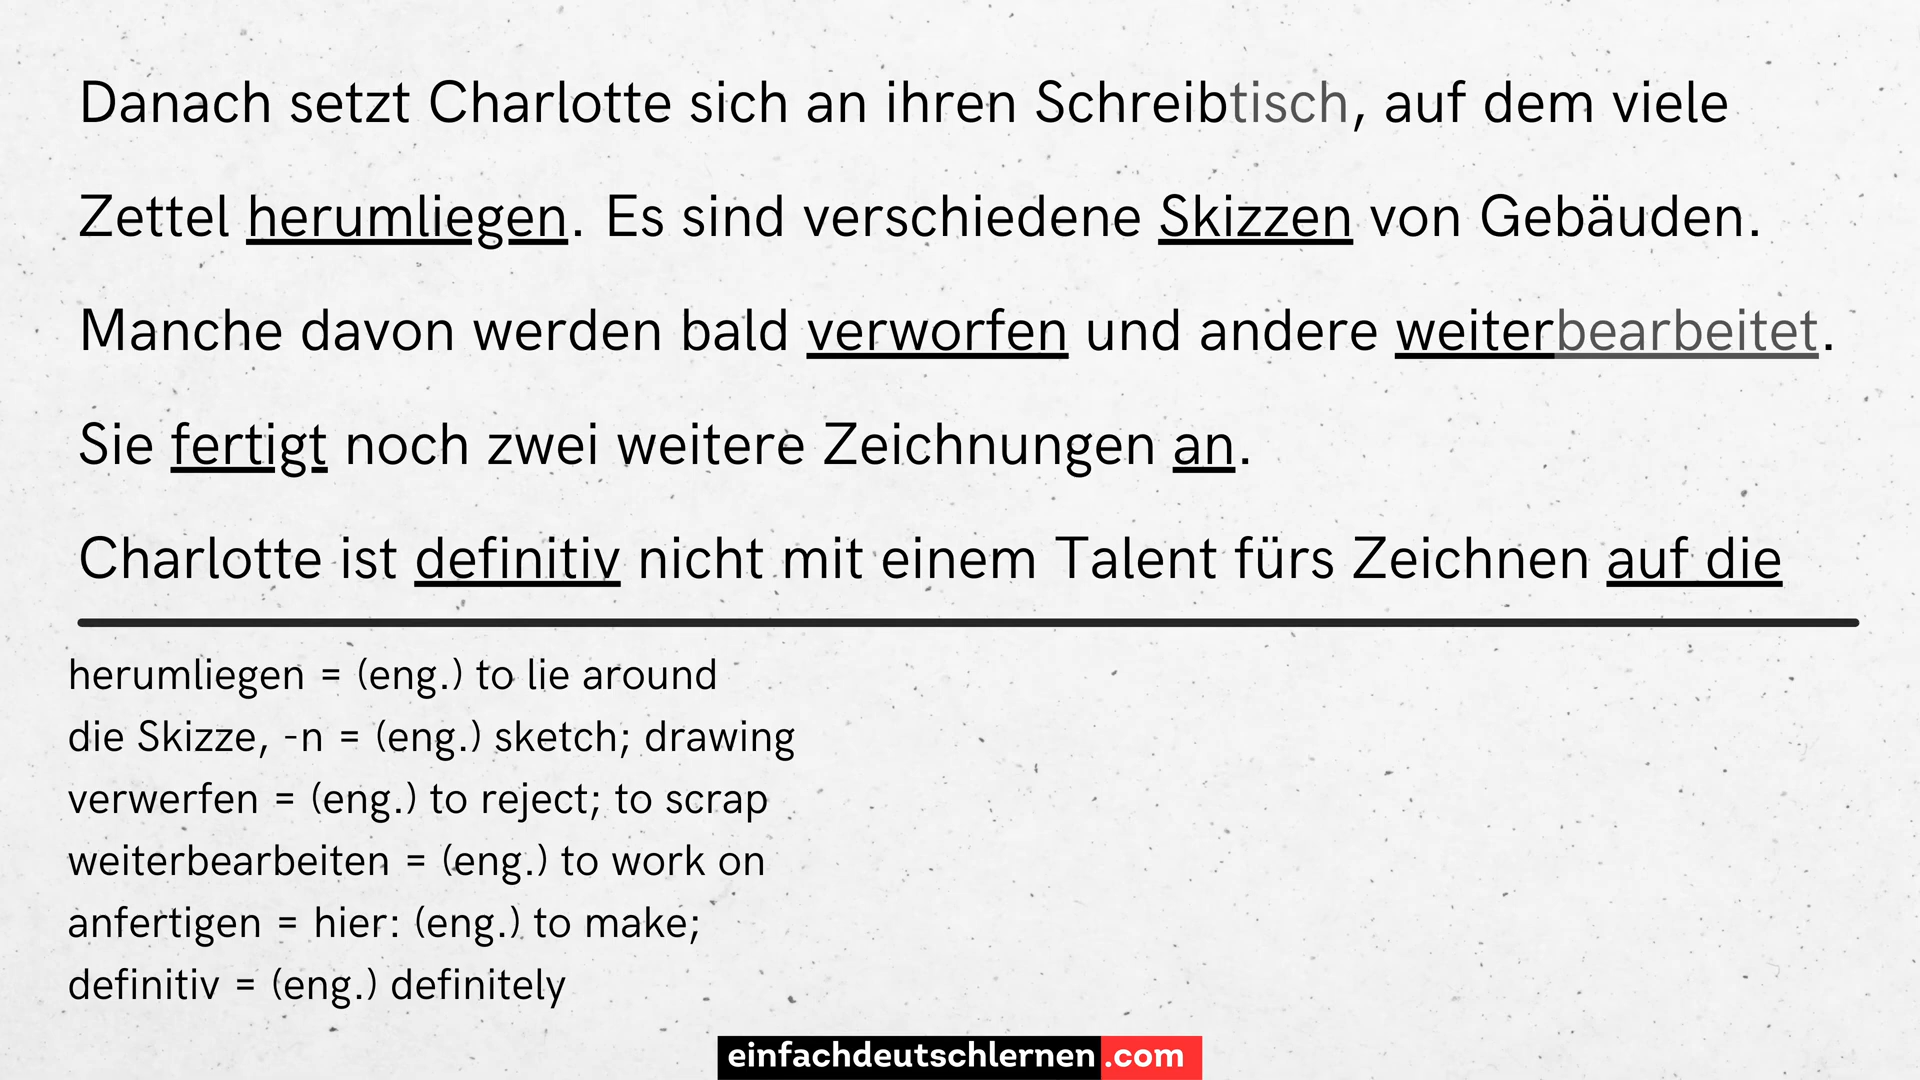 Danach setzt Charlotte sich an ihren Schreibtisch, auf dem viele
Zettel herumliegen. Es sind verschiedene Skizzen von Gebäuden.
Manche davon werden bald verworfen und andere weiterbearbeitet.
Sie fertigt noch zwei weitere Zeichnungen an.
Charlotte ist definitiv nicht mit einem Talent fürs Zeichnen auf die
herumliegen = (eng.) to lie around
die Skizze, -n = (eng.) sketch; drawing
verwerfen = (eng.) to reject; to scrap
weiterbearbeiten = (eng.) to work on
anfertigen = hier: (eng.) to make;
definitiv = (eng.) definitely
einfachdeutschlernen.com